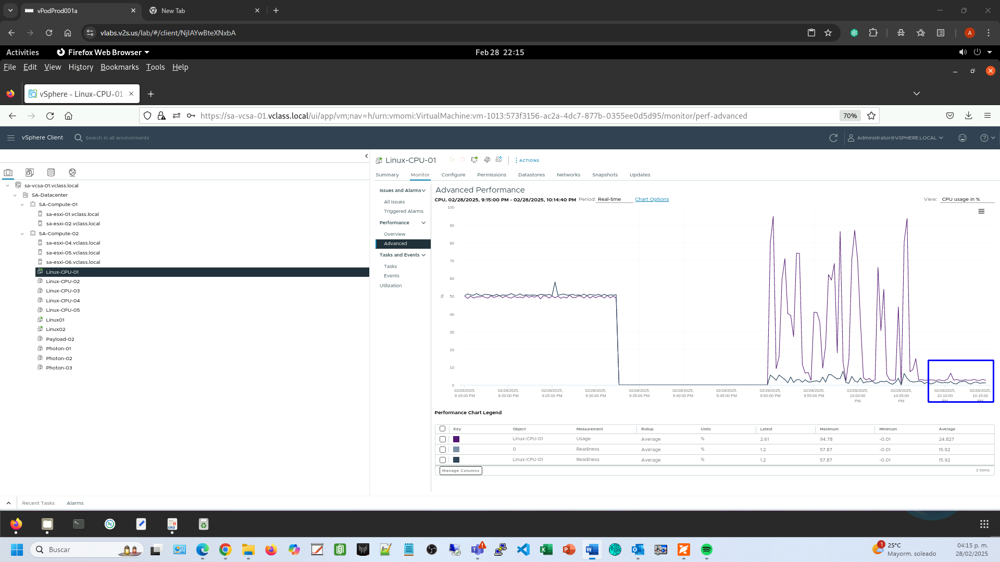 vPodProd001a
New Tab
vlabs.v2s.us/lab/#/client/NjlAYwBteXNxbA
A
Activities
Firefox Web Browser
Feb 28 22:15
File Edit View History Bookmarks Tools Help
vSphere - Linux-CPU-01
https://sa-vcsa-01.vclass.local/ui/app/vm;nav=h/urn:vmomi:VirtualMachine:vm-1013:573f3156-ac2a-4dc7-877b-0355ee0d5d95/monitor/perf-advanced
70%
vSphere Client
Search in all environments
Administrator@VSPHERE.LOCAL
sa-vcsa-01.vclass.local
SA-Datacenter
SA-Compute-01
sa-esxi-01.vclass.local
sa-esxi-02.vclass.local
SA-Compute-02
sa-esxi-04.vclass.local
sa-esxi-05.vclass.local
sa-esxi-06.vclass.local
Linux-CPU-01
Linux-CPU-02
Linux-CPU-03
Linux-CPU-04
Linux-CPU-05
Linux01
Linux02
Payload-02
Photon-01
Photon-02
Photon-03
Linux-CPU-01
ACTIONS
Summary Monitor Configure Permissions Datastores Networks Snapshots Updates
Issues and Alarms
All Issues
Triggered Alarms
Performance
Overview
Advanced
Tasks and Events
Tasks
Events
Utilization
Advanced Performance
CPU, 02/28/2025, 9:15:00 PM - 02/28/2025, 10:14:40 PM Period: Real-time Chart Options
View: CPU usage in %
100
90
80
70
60
50
40
30
20
10
0
%
02/28/2025, 9:15:00 PM
02/28/2025, 9:20:00 PM
02/28/2025, 9:25:00 PM
02/28/2025, 9:30:00 PM
02/28/2025, 9:35:00 PM
02/28/2025, 9:40:00 PM
02/28/2025, 9:45:00 PM
02/28/2025, 9:50:00 PM
02/28/2025, 9:55:00 PM
02/28/2025, 10:00:00 PM
02/28/2025, 10:05:00 PM
02/28/2025, 10:10:00 PM
02/28/2025, 10:15:00 PM
Performance Chart Legend
Key Object Measurement Rollup Units Latest Maximum Minimum Average
Linux-CPU-01 Usage Average % 2.61 94.78 -0.01 24.827
0 Readiness Average % 1.2 57.87 -0.01 15.92
Linux-CPU-01 Readiness Average % 1.2 57.87 -0.01 15.92
Manage Columns
3 items
Recent Tasks
Alarms
Buscar
1
25°C
Mayorm. soleado
04:15 p. m.
28/02/2025